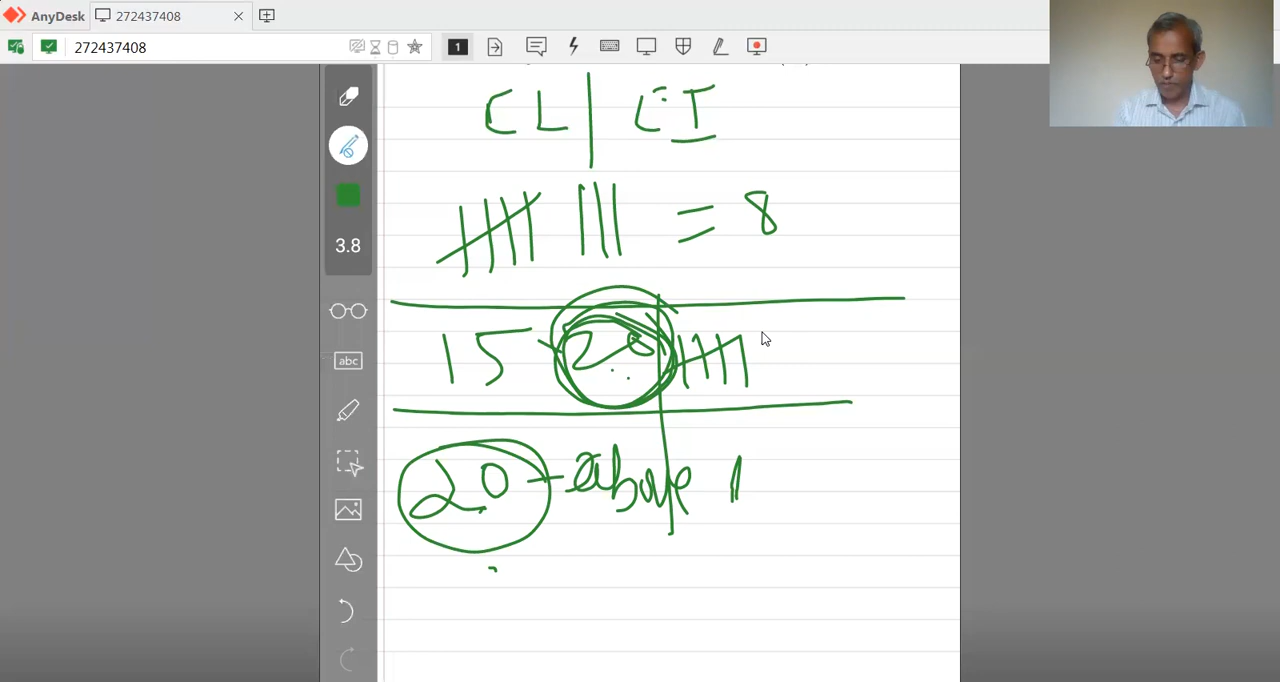 AnyDesk 272437408
272437408 1
CL | CI
= 8
3.8
15 - 20
abc
20 - above